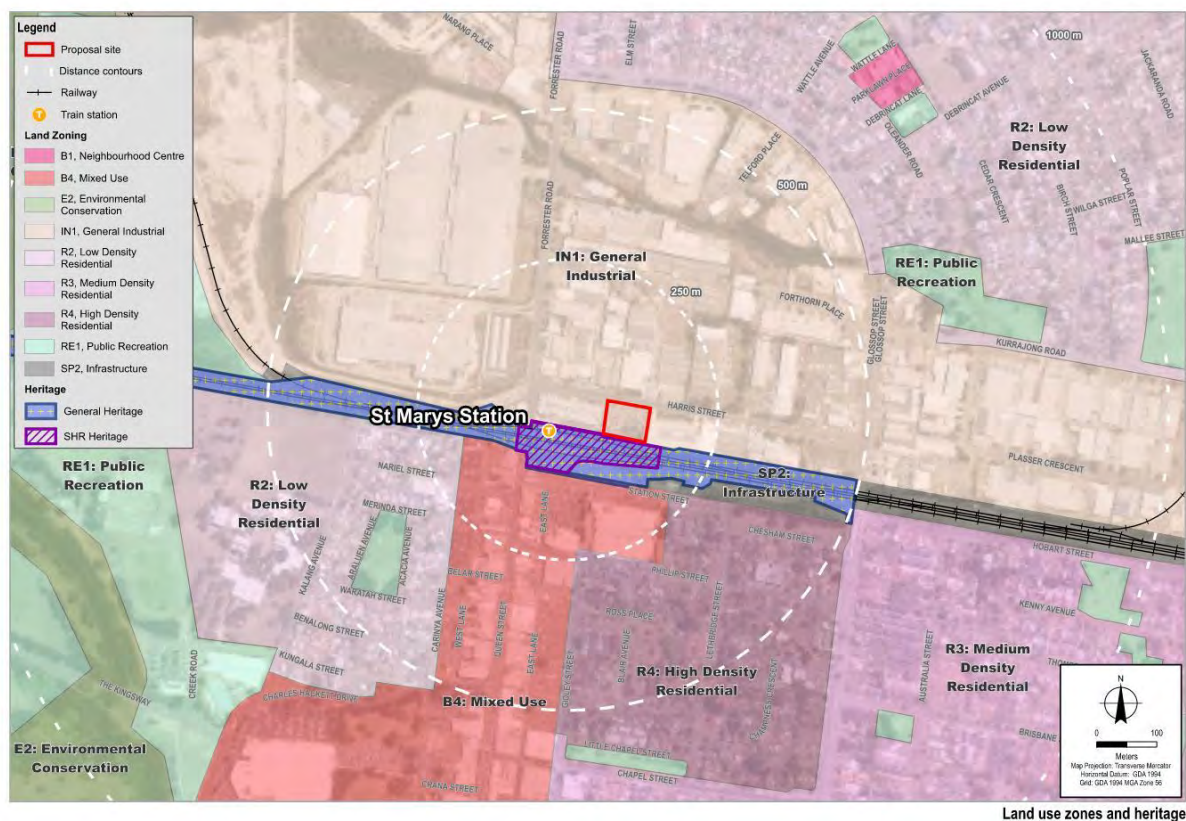 Legend
Proposal site
Distance contours
Railway
T
Train station
Land Zoning
B1, Neighbourhood Centre
B4, Mixed Use
E2, Environmental
Conservation
IN1, General Industrial
R2, Low Density
Residential
R3, Medium Density
Residential
R4, High Density
Residential
RE1, Public Recreation
SP2, Infrastructure
Heritage
General Heritage
SHR Heritage
NARANG PLACE
FORRESTER ROAD
ELM STREET
WATTLE AVENUE
WATTLE LANE
PARKLAWN PLACE
DEBRINCAT LANE
OLEANDER ROAD
DEBRINCAT AVENUE
1000 m
JACKARANDA ROAD
R2: Low
Density
Residential
CEDAR CRESCENT
BIRCH STREET
WILGA STREET
POPLAR STREET
MALLEE STREET
TELFORD PLACE
500 m
FORRESTER ROAD
IN1: General
Industrial
250 m
FORTHORN PLACE
GLOSSOP STREET
GLOSSOP STREET
RE1: Public
Recreation
KURRAJONG ROAD
HARRIS STREET
PLASSER CRESCENT
St Marys Station
T
SP2:
Infrastructure
STATION STREET
HOBART STREET
RE1: Public
Recreation
R2: Low
Density
Residential
NARIEL STREET
MERINDA STREET
KALANG AVENUE
ARALUEN AVENUE
ACACIA AVENUE
WARATAH STREET
BENALONG STREET
KUNGALA STREET
CREEK ROAD
THE KINGSWAY
CHARLES HACKETT DRIVE
CARINYA AVENUE
BELAR STREET
WEST LANE
QUEEN STREET
EAST LANE
EAST LANE
GIDLEY STREET
B4: Mixed Use
CRANA STREET
CHESHAM STREET
PHILLIP STREET
ROSE PLACE
BLAIR AVENUE
LETHBRIDGE STREET
R4: High Density
Residential
CHAMPNESS CRESCENT
LITTLE CHAPEL STREET
CHAPEL STREET
KENNY AVENUE
AUSTRALIA STREET
R3: Medium
Density
Residential
BRISBANE
E2: Environmental
Conservation
N
0 100
Meters
Map Projection: Transverse Mercator
Horizontal Datum: GDA 1994
Grid: GDA 1994 MGA Zone 56
Land use zones and heritage